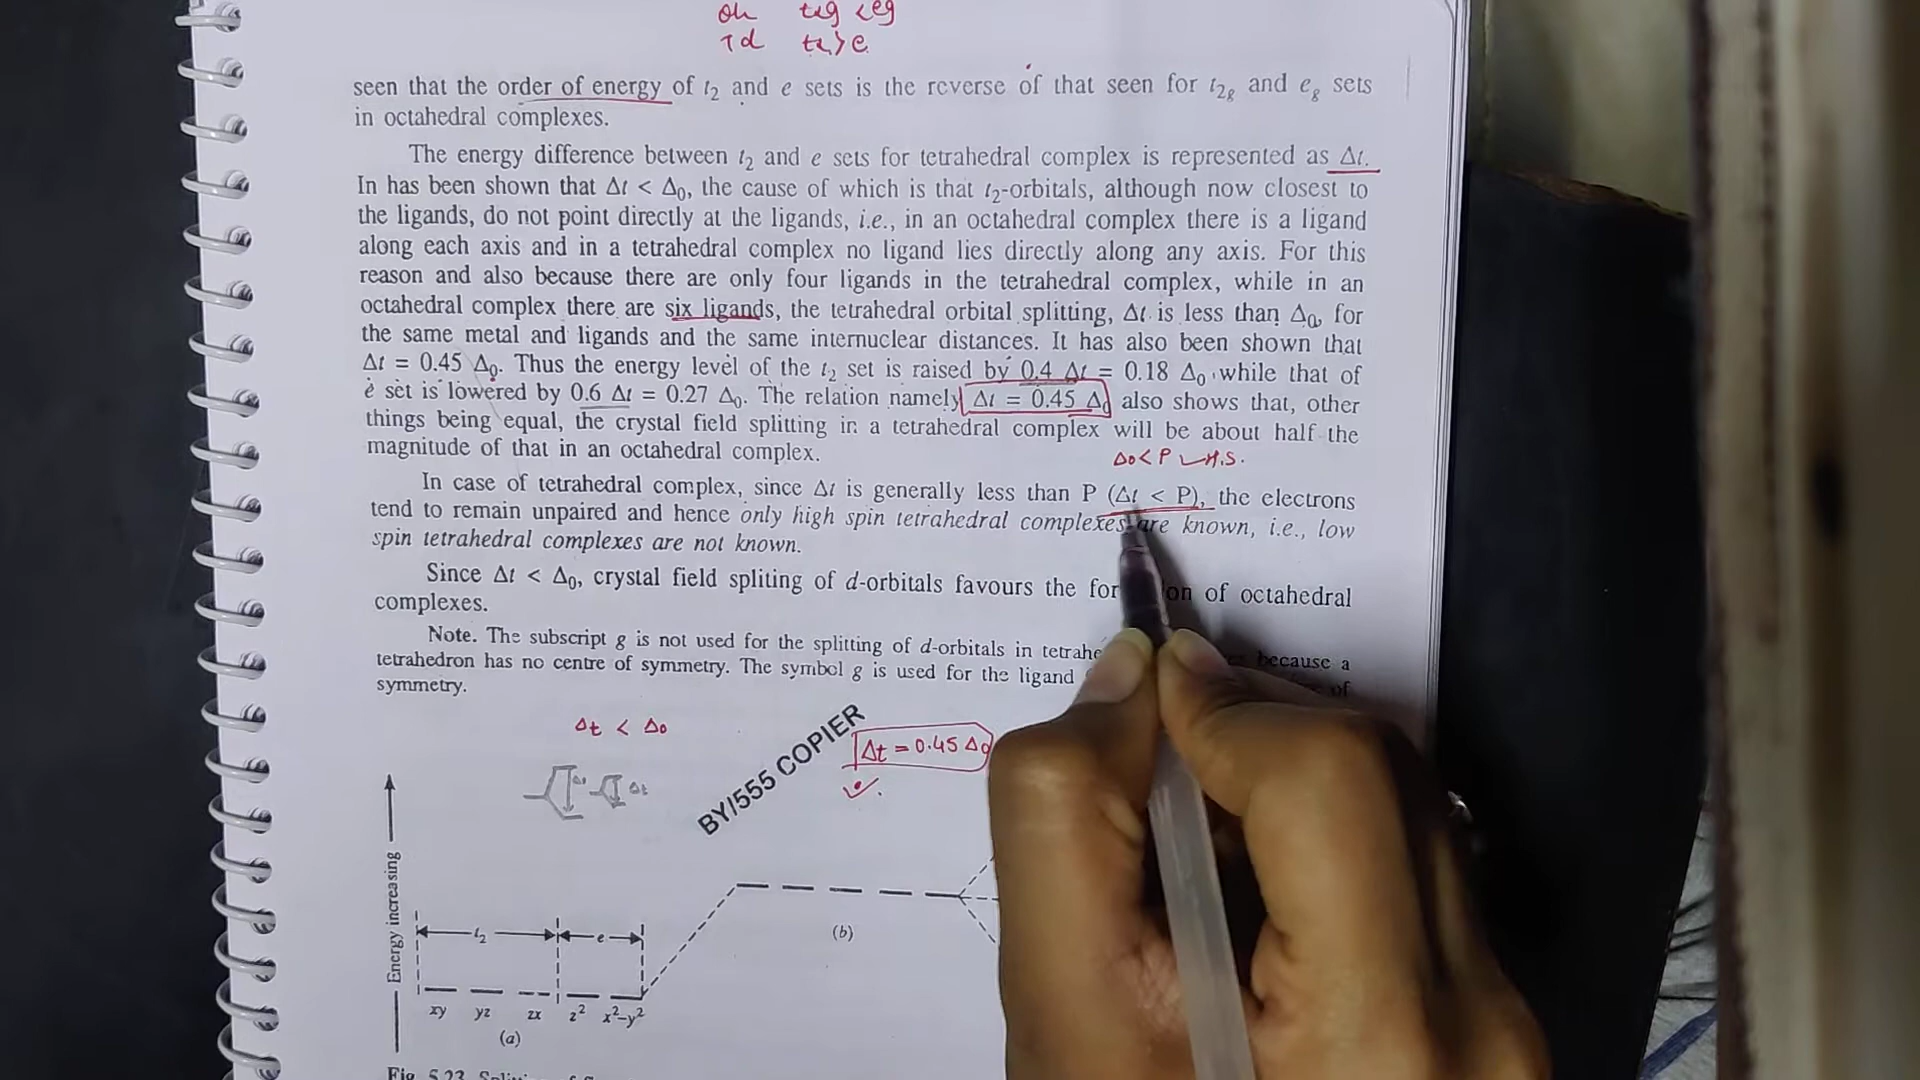 Oh t2g < eg
Td t2 > e
seen that the order of energy of t2 and e sets is the reverse of that seen for t2g and eg sets
in octahedral complexes.
The energy difference between t2 and e sets for tetrahedral complex is represented as Δt.
In has been shown that Δt < Δ0, the cause of which is that t2-orbitals, although now closest to
the ligands, do not point directly at the ligands, i.e., in an octahedral complex there is a ligand
along each axis and in a tetrahedral complex no ligand lies directly along any axis. For this
reason and also because there are only four ligands in the tetrahedral complex, while in an
octahedral complex there are six ligands, the tetrahedral orbital splitting, Δt is less than Δ0, for
the same metal and ligands and the same internuclear distances. It has also been shown that
Δt = 0.45 Δ0. Thus the energy level of the t2 set is raised by 0.4 Δt = 0.18 Δ0 while that of
e set is lowered by 0.6 Δt = 0.27 Δ0. The relation namely Δt = 0.45 Δ0 also shows that, other
things being equal, the crystal field splitting in a tetrahedral complex will be about half the
magnitude of that in an octahedral complex.
Δo < P H.S.
In case of tetrahedral complex, since Δt is generally less than P (Δt < P), the electrons
tend to remain unpaired and hence only high spin tetrahedral complexes are known, i.e., low
spin tetrahedral complexes are not known.
Since Δt < Δ0, crystal field spliting of d-orbitals favours the for on of octahedral
complexes.
Note. The subscript g is not used for the splitting of d-orbitals in tetrahe because a
tetrahedron has no centre of symmetry. The symbol g is used for the ligand of
symmetry.
Δt < Δo
BY/555 COPIER
Δt = 0.45 Δo
Δt
Energy increasing
t2 e
(b)
xy yz zx z² x²–y²
(a)
Fig. 5.23